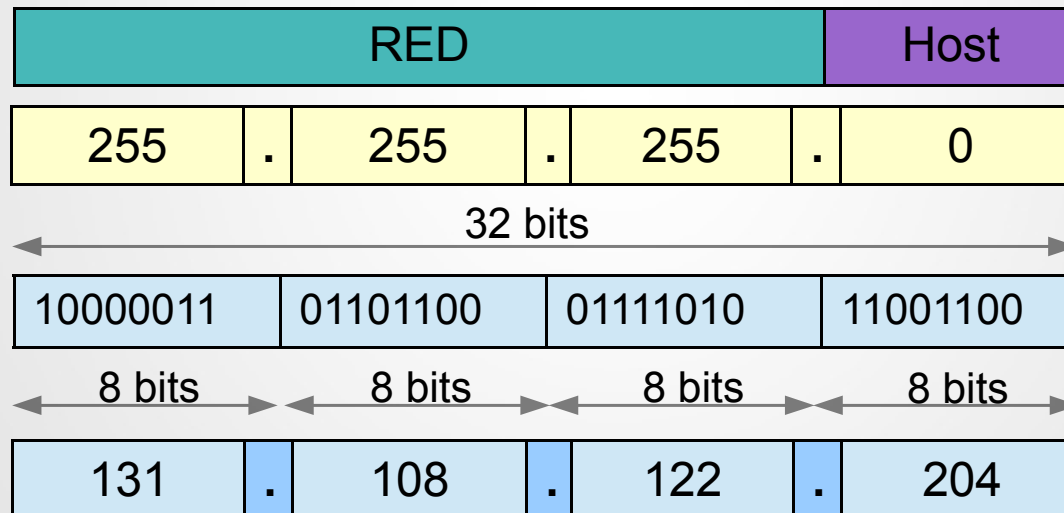 RED Host
255 . 255 . 255 . 0
32 bits
10000011 01101100 01111010 11001100
8 bits 8 bits 8 bits 8 bits
131 . 108 . 122 . 204